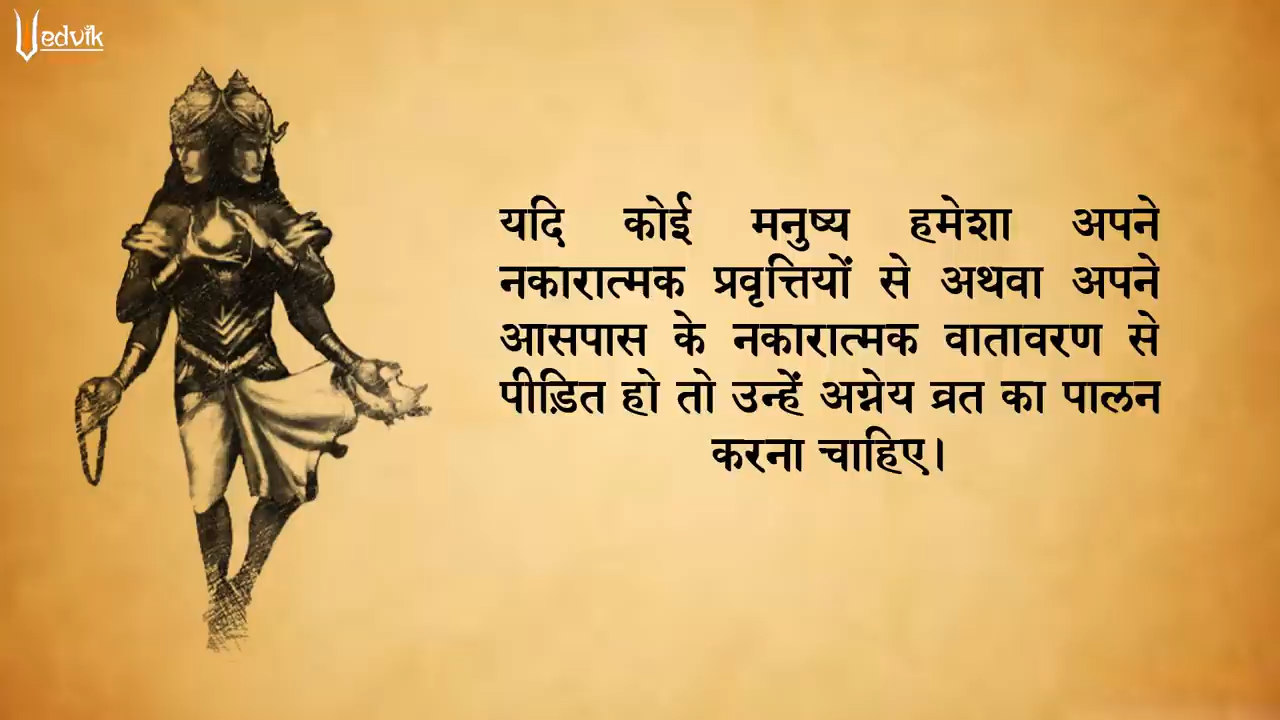 Vedvik
यदि कोई मनुष्य हमेशा अपने
नकारात्मक प्रवृत्तियों से अथवा अपने
आसपास के नकारात्मक वातावरण से
पीड़ित हो तो उन्हें अग्नेय व्रत का पालन
करना चाहिए।